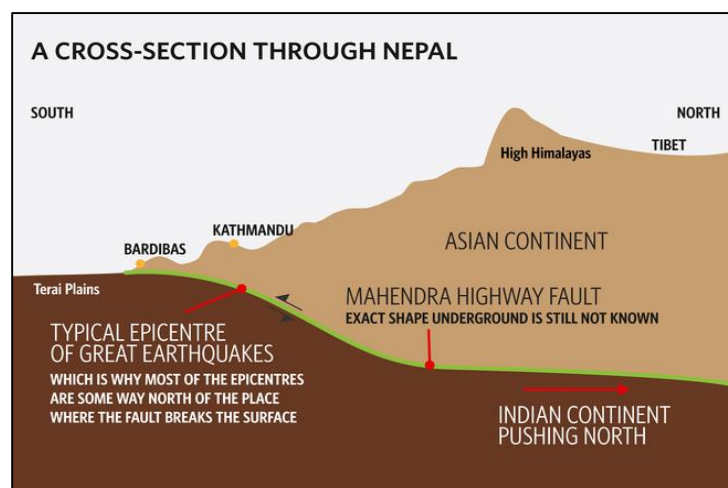 A CROSS-SECTION THROUGH NEPAL
SOUTH
NORTH
TIBET
High Himalayas
KATHMANDU
BARDIBAS
ASIAN CONTINENT
Terai Plains
MAHENDRA HIGHWAY FAULT
EXACT SHAPE UNDERGROUND IS STILL NOT KNOWN
TYPICAL EPICENTRE
OF GREAT EARTHQUAKES
WHICH IS WHY MOST OF THE EPICENTRES
ARE SOME WAY NORTH OF THE PLACE
WHERE THE FAULT BREAKS THE SURFACE
INDIAN CONTINENT
PUSHING NORTH